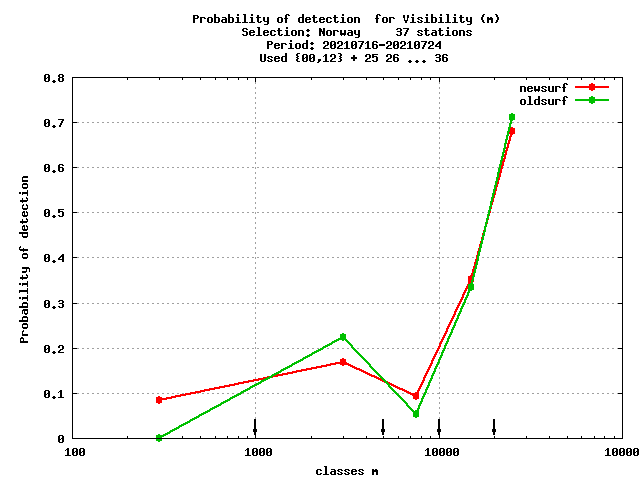 Probability of detection  for Visibility (m)
Selection: Norway     37 stations
Period: 20210716-20210724
Used {00,12} + 25 26 ... 36
newsurf
oldsurf
Probability of detection
0.8
0.7
0.6
0.5
0.4
0.3
0.2
0.1
0
100 1000 10000 10000
classes m